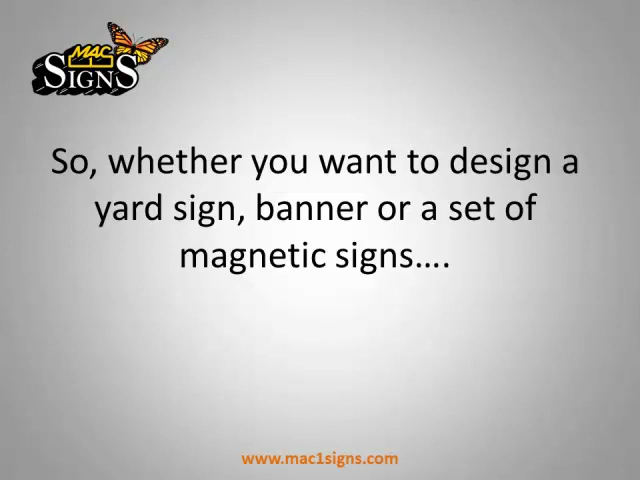 MAC
SIGNS
So, whether you want to design a
yard sign, banner or a set of
magnetic signs….
www.mac1signs.com